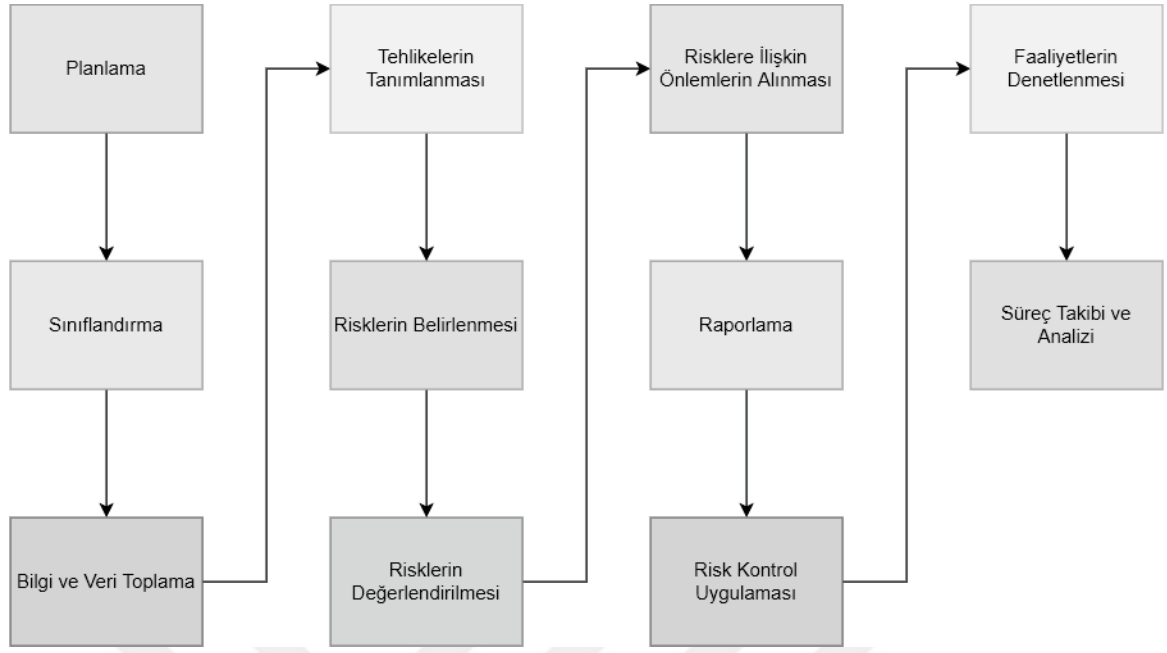 Planlama
Sınıflandırma
Bilgi ve Veri Toplama
Tehlikelerin
Tanımlanması
Risklerin Belirlenmesi
Risklerin
Değerlendirilmesi
Risklere İlişkin
Önlemlerin Alınması
Raporlama
Risk Kontrol
Uygulaması
Faaliyetlerin
Denetlenmesi
Süreç Takibi ve
Analizi